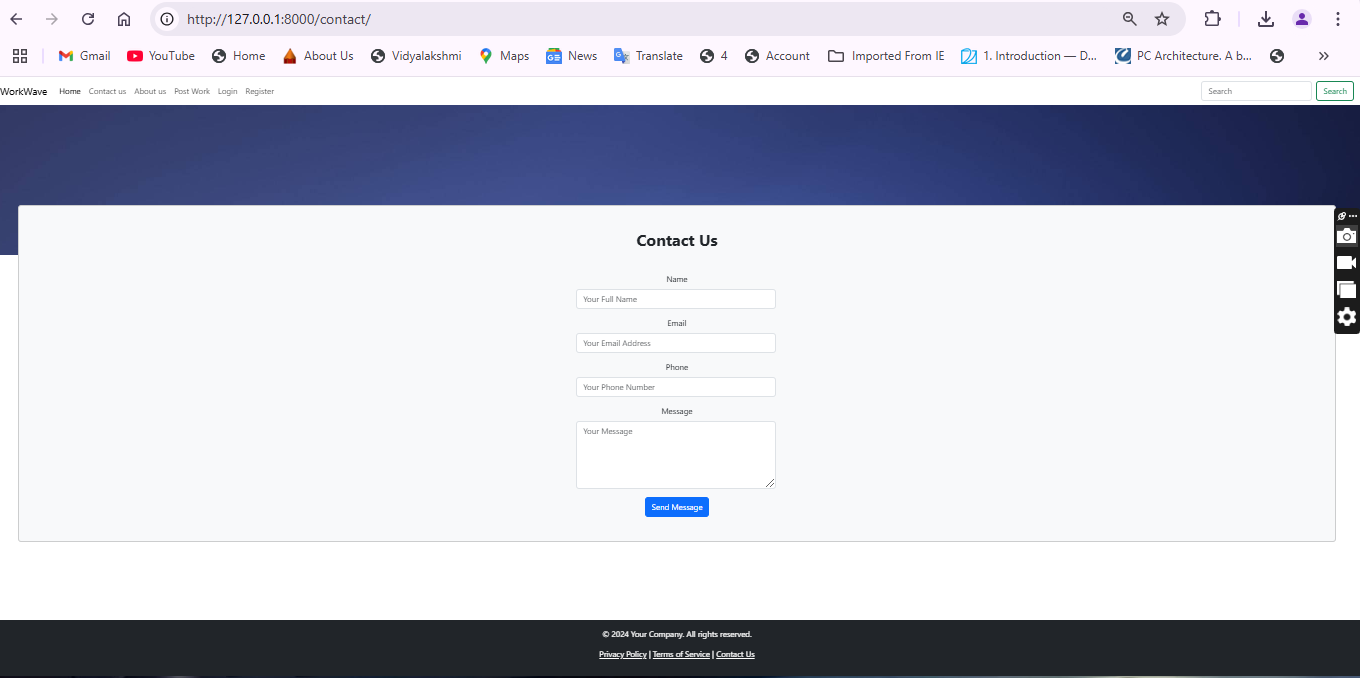 http://127.0.0.1:8000/contact/
Gmail YouTube Home About Us Vidyalakshmi Maps News Translate 4 Account Imported From IE 1. Introduction — D... PC Architecture. A b... »
WorkWave Home Contact us About us Post Work Login Register Search Search
Contact Us
Name
Your Full Name
Email
Your Email Address
Phone
Your Phone Number
Message
Your Message
Send Message
© 2024 Your Company. All rights reserved.
Privacy Policy | Terms of Service | Contact Us